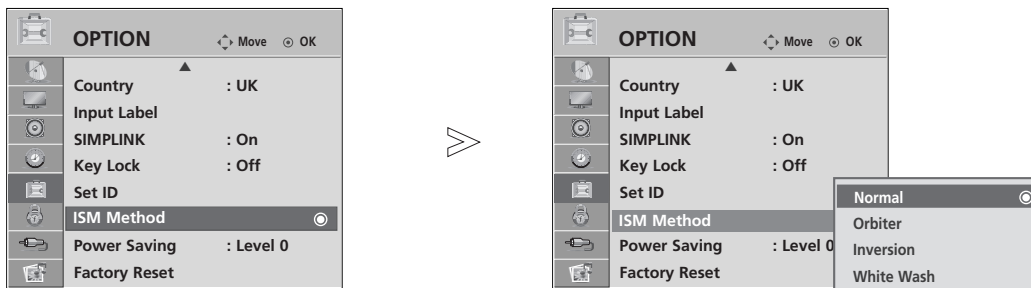 OPTION Move OK
Country : UK
Input Label
SIMPLINK : On
Key Lock : Off
Set ID
ISM Method
Power Saving : Level 0
Factory Reset
OPTION Move OK
Country : UK
Input Label
SIMPLINK : On
Key Lock : Off
Set ID
ISM Method
Power Saving : Level 0
Factory Reset
Normal
Orbiter
Inversion
White Wash